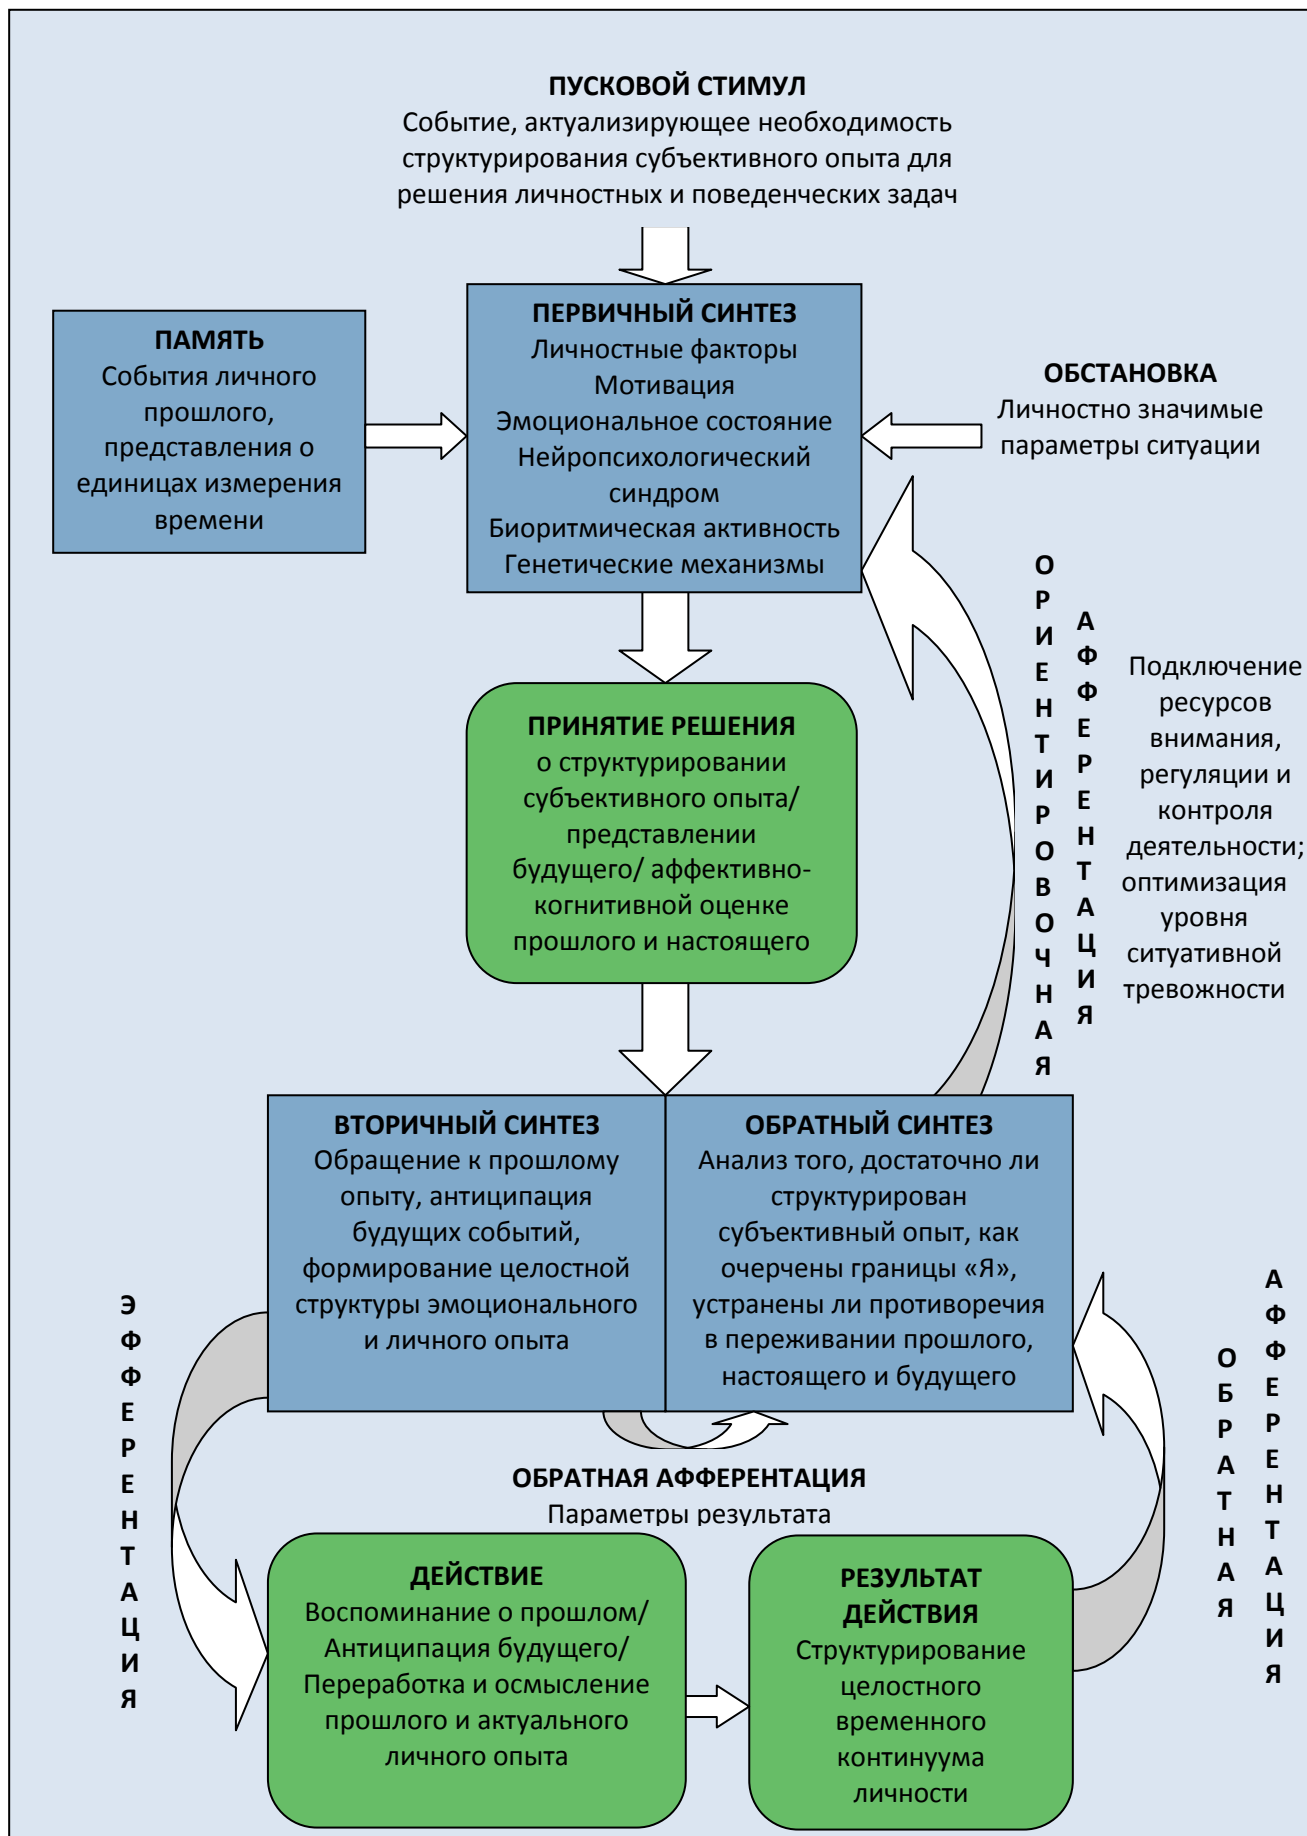 ПУСКОВОЙ СТИМУЛ
Событие, актуализирующее необходимость
структурирования субъективного опыта для
решения личностных и поведенческих задач
ПАМЯТЬ
События личного
прошлого,
представления о
единицах измерения
времени
ПЕРВИЧНЫЙ СИНТЕЗ
Личностные факторы
Мотивация
Эмоциональное состояние
Нейропсихологический
синдром
Биоритмическая активность
Генетические механизмы
ОБСТАНОВКА
Личностно значимые
параметры ситуации
ОРИЕНТИРОВОЧНАЯ
АФФЕРЕНТАЦИЯ
Подключение
ресурсов
внимания,
регуляции и
контроля
деятельности;
оптимизация
уровня
ситуативной
тревожности
ПРИНЯТИЕ РЕШЕНИЯ
о структурировании
субъективного опыта/
представлении
будущего/ аффективно-
когнитивной оценке
прошлого и настоящего
ВТОРИЧНЫЙ СИНТЕЗ
Обращение к прошлому
опыту, антиципация
будущих событий,
формирование целостной
структуры эмоционального
и личного опыта
ОБРАТНЫЙ СИНТЕЗ
Анализ того, достаточно ли
структурирован
субъективный опыт, как
очерчены границы «Я»,
устранены ли противоречия
в переживании прошлого,
настоящего и будущего
ЭФФЕРЕНТАЦИЯ
ОБРАТНАЯ
АФФЕРЕНТАЦИЯ
ОБРАТНАЯ АФФЕРЕНТАЦИЯ
Параметры результата
ДЕЙСТВИЕ
Воспоминание о прошлом/
Антиципация будущего/
Переработка и осмысление
прошлого и актуального
личного опыта
РЕЗУЛЬТАТ
ДЕЙСТВИЯ
Структурирование
целостного
временного
континуума
личности